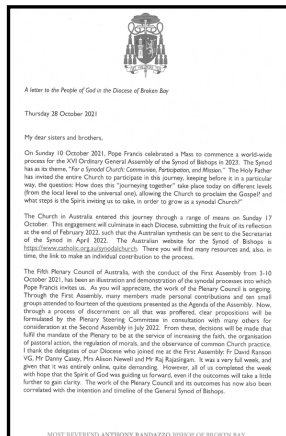 A letter to the People of God in the Diocese of Broken Bay
Thursday 28 October 2021
My dear sisters and brothers,
On Sunday 10 October 2021, Pope Francis celebrated a Mass to commence a world-wide
process for the XVI Ordinary General Assembly of the Synod of Bishops in 2023. The Synod
has as its theme, "For a Synodal Church: Communion, Participation, and Mission." The Holy Father
has invited the entire Church to participate in this journey, keeping before it in a particular
way, the question: How does this "journeying together" take place today on different levels
(from the local level to the universal one), allowing the Church to proclaim the Gospel? and
what steps is the Spirit inviting us to take, in order to grow as a synodal Church?"
The Church in Australia entered this journey through a range of means on Sunday 17
October. This engagement will culminate in each Diocese, submitting the fruit of its reflection
at the end of February 2022, such that the Australian synthesis can be sent to the Secretariat
of the Synod in April 2022. The Australian website for the Synod of Bishops is
https://www.catholic.org.au/synodalchurch. There you will find many resources and, also, in
time, the link to make an individual contribution to the process.
The Fifth Plenary Council of Australia, with the conduct of the First Assembly from 3-10
October 2021, has been an illustration and demonstration of the synodal processes into which
Pope Francis invites us. As you will appreciate, the work of the Plenary Council is ongoing.
Through the First Assembly, many members made personal contributions and ten small
groups attended to fourteen of the questions presented as the Agenda of the Assembly. Now,
through a process of discernment on all that was proffered, clear propositions will be
formulated by the Plenary Steering Committee in consultation with many others for
consideration at the Second Assembly in July 2022. From these, decisions will be made that
fulfil the mandate of the Plenary to be at the service of increasing the faith, the organisation
of pastoral action, the regulation of morals, and the observance of common Church practice.
I thank the delegates of our Diocese who joined me at the First Assembly: Fr David Ranson
VG, Mr Danny Casey, Mrs Alison Newell and Mr Raj Rajasingam. It was a very full week, and
given that it was entirely online, quite demanding. However, all of us completed the week
with hope that the Spirit of God was guiding us forward, even if the outcomes will take a little
further to gain clarity. The work of the Plenary Council and its outcomes has now been
correlated with the intention and timeline of the General Synod of Bishops.
MOST REVEREND ANTHONY RANDAZZO BISHOP OF BROKEN BAY